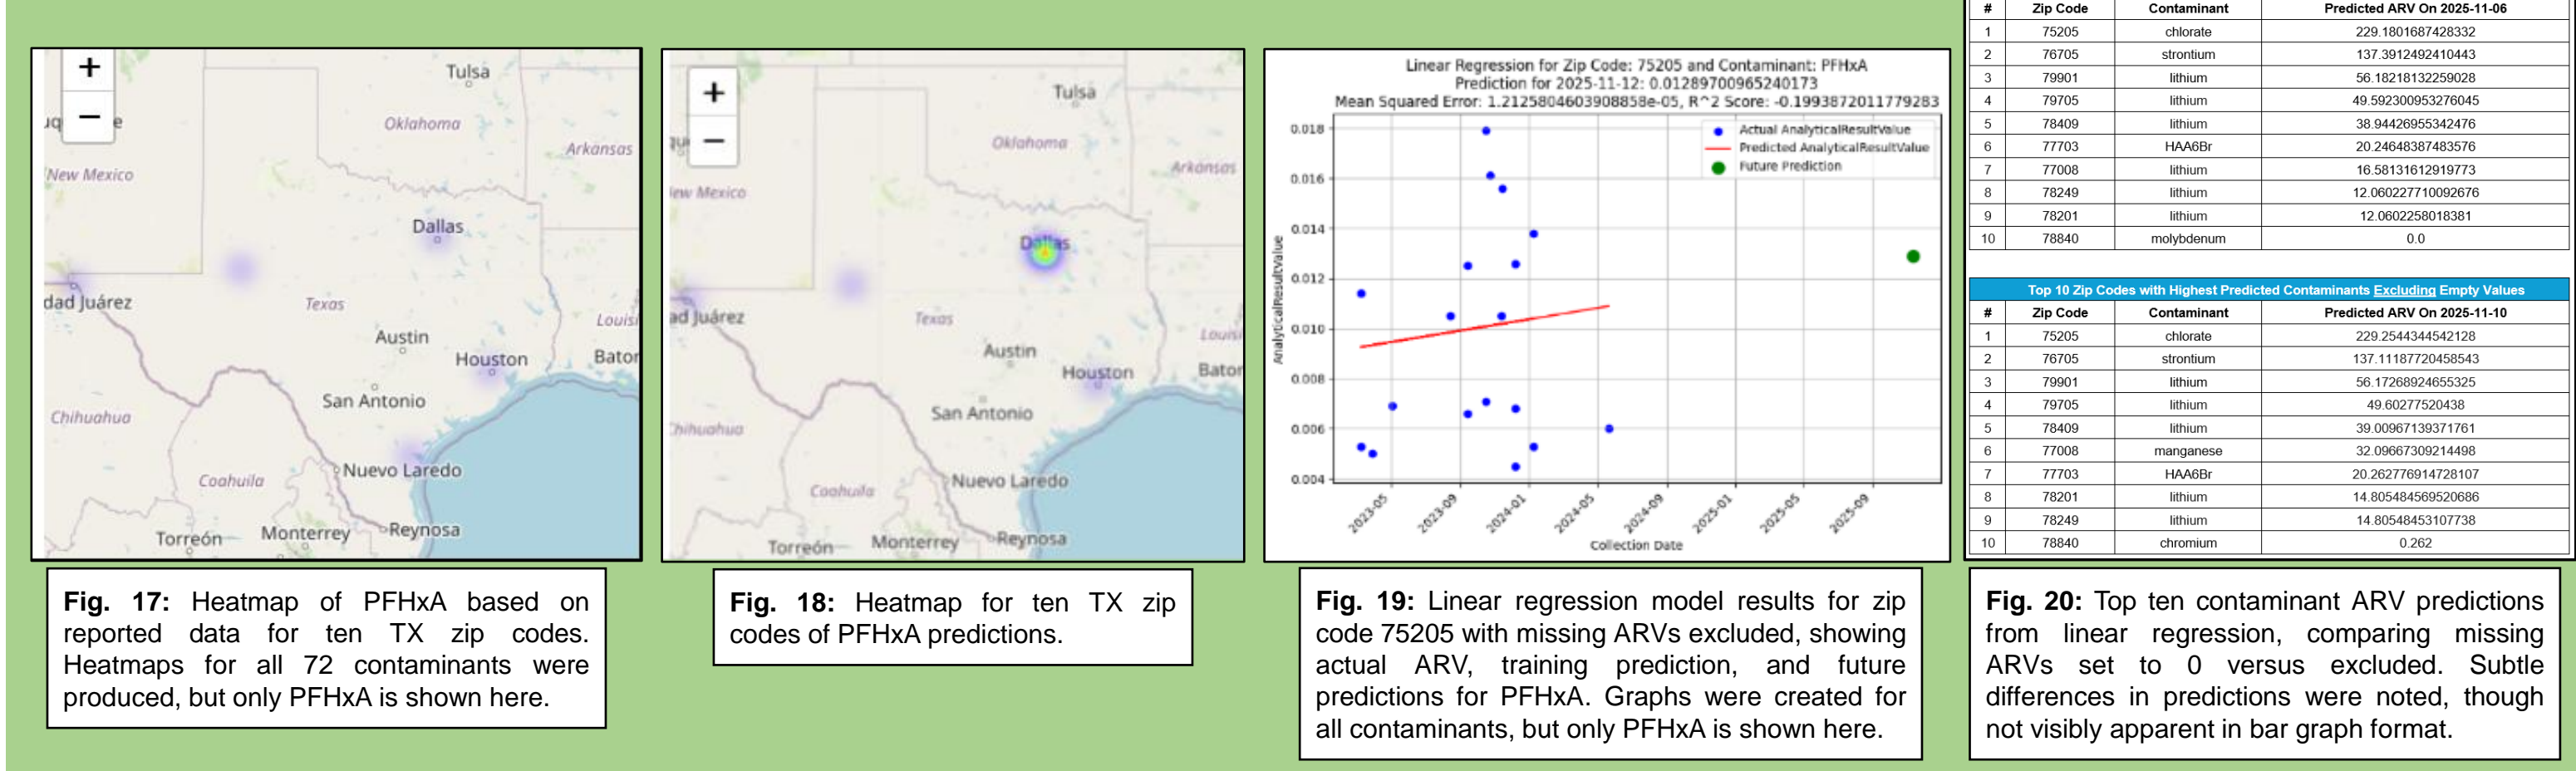 +
−
Tulsa
Oklahoma
Arkansas
New Mexico
Dallas
dad Juárez
Texas
Louisi
Austin
Houston
Bator
San Antonio
Chihuahua
Nuevo Laredo
Coahuila
Monterrey
Reynosa
Torreón
+
−
Tulsa
Oklahoma
Arkansas
ew Mexico
Dallas
ad Juárez
Texas
Louisi
Austin
Houston
Bator
San Antonio
Chihuahua
Nuevo Laredo
Coahuila
Monterrey
Reynosa
Torreón
Linear Regression for Zip Code: 75205 and Contaminant: PFHxA
Prediction for 2025-11-12: 0.01289700965240173
Mean Squared Error: 1.2125804603908858e-05, R^2 Score: -0.1993872011779283
Actual AnalyticalResultValue
Predicted AnalyticalResultValue
Future Prediction
AnalyticalResultValue
0.018
0.016
0.014
0.012
0.010
0.008
0.006
0.004
2023-05
2023-09
2024-01
2024-05
2024-09
2025-01
2025-05
2025-09
Collection Date
# Zip Code Contaminant Predicted ARV On 2025-11-06
1 75205 chlorate 229.1801687428332
2 76705 strontium 137.3912492410443
3 79901 lithium 56.18218132259028
4 79705 lithium 49.592300953276045
5 78409 lithium 38.94426955342476
6 77703 HAA6Br 20.24648387483576
7 77008 lithium 16.58131612919773
8 78249 lithium 12.060227710092676
9 78201 lithium 12.0602258018381
10 78840 molybdenum 0.0
Top 10 Zip Codes with Highest Predicted Contaminants Excluding Empty Values
# Zip Code Contaminant Predicted ARV On 2025-11-10
1 75205 chlorate 229.2544344542128
2 76705 strontium 137.11187720458543
3 79901 lithium 56.17268924655325
4 79705 lithium 49.60277520438
5 78409 lithium 39.00967139371761
6 77008 manganese 32.09667309214498
7 77703 HAA6Br 20.262776914728107
8 78201 lithium 14.805484569520686
9 78249 lithium 14.80548453107738
10 78840 chromium 0.262
Fig. 17: Heatmap of PFHxA based on
reported data for ten TX zip codes.
Heatmaps for all 72 contaminants were
produced, but only PFHxA is shown here.
Fig. 18: Heatmap for ten TX zip
codes of PFHxA predictions.
Fig. 19: Linear regression model results for zip
code 75205 with missing ARVs excluded, showing
actual ARV, training prediction, and future
predictions for PFHxA. Graphs were created for
all contaminants, but only PFHxA is shown here.
Fig. 20: Top ten contaminant ARV predictions
from linear regression, comparing missing
ARVs set to 0 versus excluded. Subtle
differences in predictions were noted, though
not visibly apparent in bar graph format.